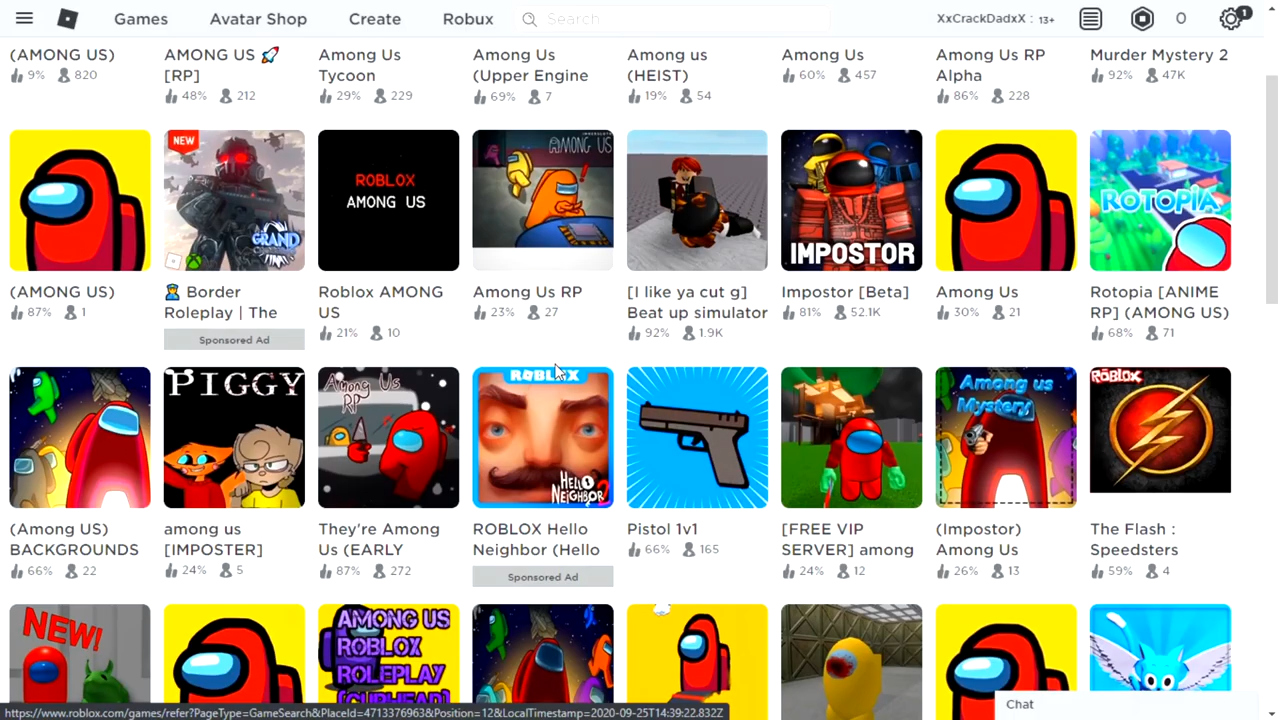 Games Avatar Shop Create Robux Search XxCrackDadxX : 13+ 0 1
(AMONG US) AMONG US 🚀 Among Us Among Us Among us Among Us Among Us RP Murder Mystery 2
9% 820 [RP] Tycoon (Upper Engine (HEIST) 60% 457 Alpha 92% 47K
48% 212 29% 229 69% 7 19% 54 86% 228
NEW
GRAND
ROBLOX
AMONG US
AMONG US
IMPOSTOR
ROTOPIA
(AMONG US) 👮 Border Roblox AMONG Among Us RP [I like ya cut g] Impostor [Beta] Among Us Rotopia [ANIME
87% 1 Roleplay | The US 23% 27 Beat up simulator 81% 52.1K 30% 21 RP] (AMONG US)
Sponsored Ad 21% 10 92% 1.9K 68% 71
PIGGY
Among Us
RP
ROBLOX
HELLO
NEIGHBOR 2
Among us
Mystery
ROBLOX
(Among US) among us They're Among ROBLOX Hello Pistol 1v1 [FREE VIP (Impostor) The Flash :
BACKGROUNDS [IMPOSTER] Us (EARLY Neighbor (Hello 66% 165 SERVER] among Among Us Speedsters
66% 22 24% 5 87% 272 Sponsored Ad 24% 12 26% 13 59% 4
NEW!
AMONG US
ROBLOX
ROLEPLAY
(CUPHEAD)
Chat
https://www.roblox.com/games/refer?PageType=GameSearch&PlaceId=4713376963&Position=12&LocalTimestamp=2020-09-25T14:39:22.832Z